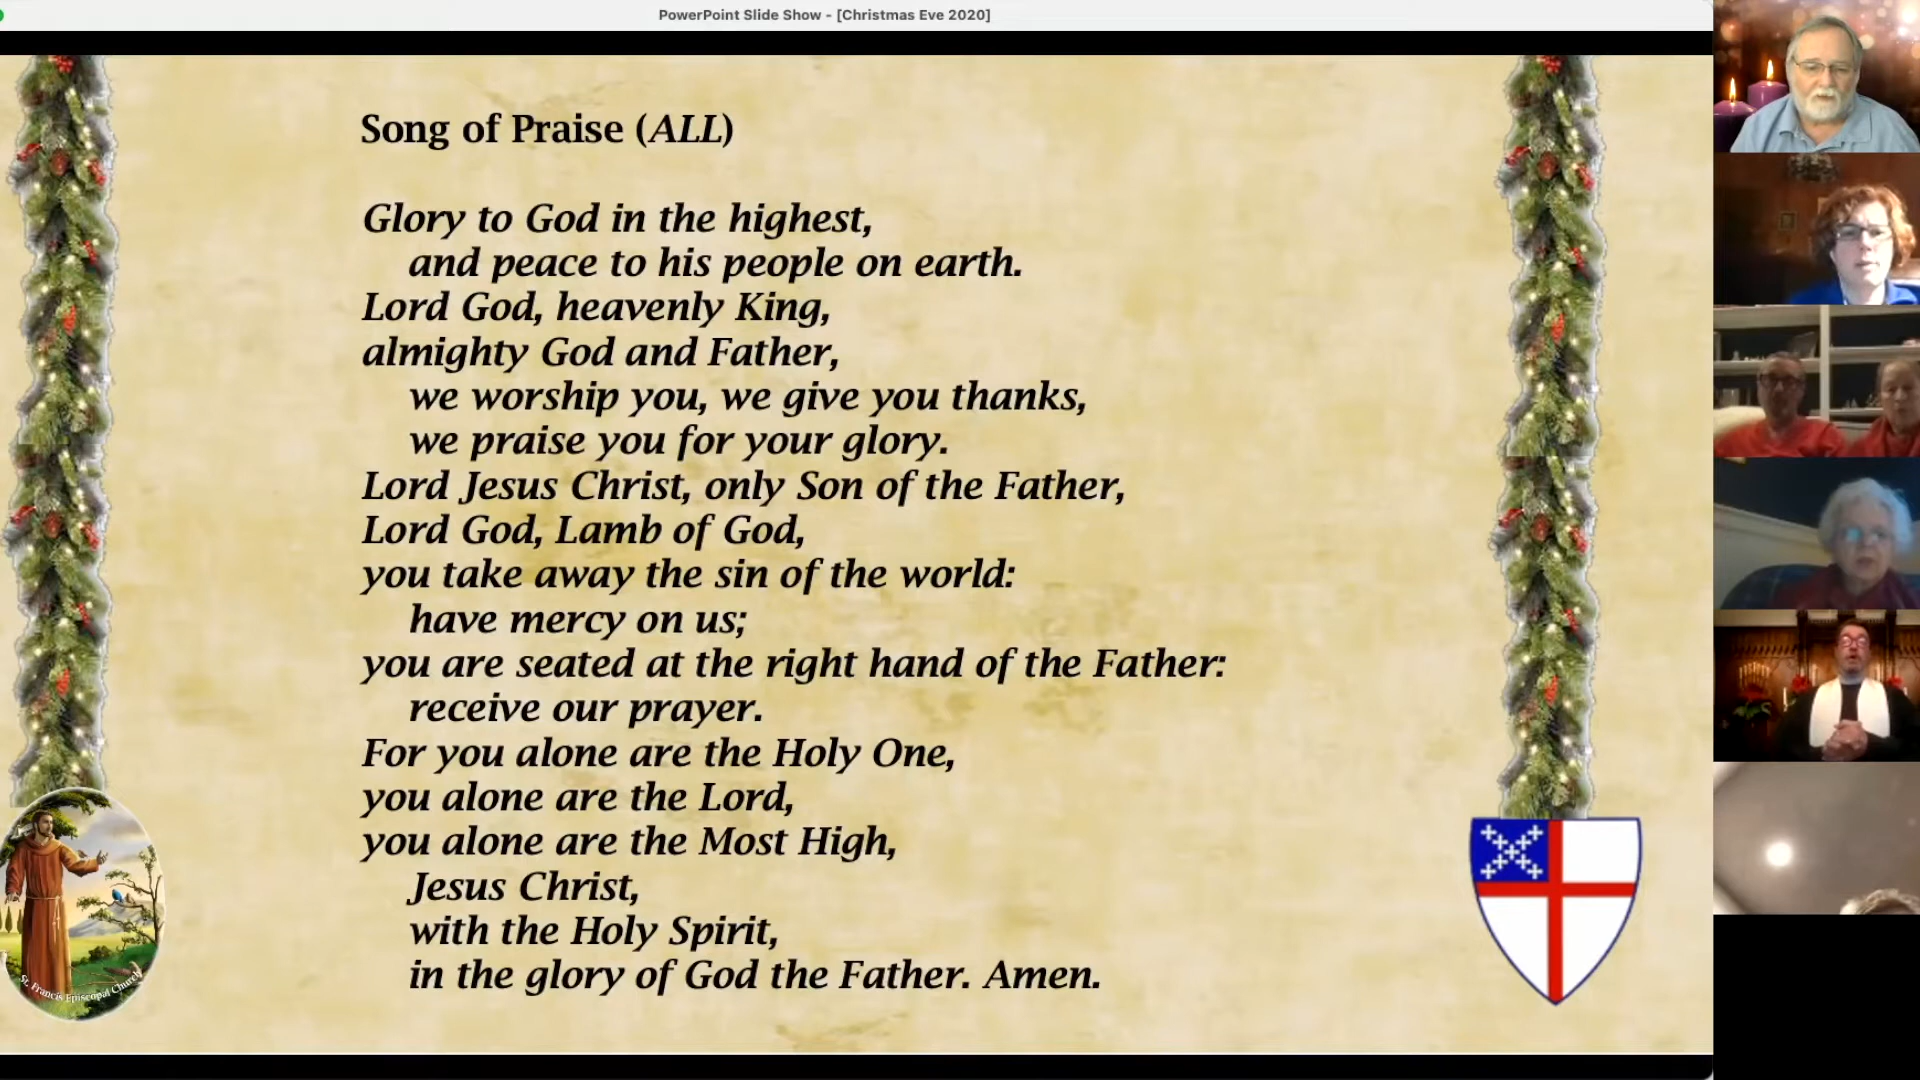 PowerPoint Slide Show - [Christmas Eve 2020]
Song of Praise (ALL)
Glory to God in the highest,
and peace to his people on earth.
Lord God, heavenly King,
almighty God and Father,
we worship you, we give you thanks,
we praise you for your glory.
Lord Jesus Christ, only Son of the Father,
Lord God, Lamb of God,
you take away the sin of the world:
have mercy on us;
you are seated at the right hand of the Father:
receive our prayer.
For you alone are the Holy One,
you alone are the Lord,
you alone are the Most High,
Jesus Christ,
with the Holy Spirit,
in the glory of God the Father. Amen.
St. Francis Episcopal Church